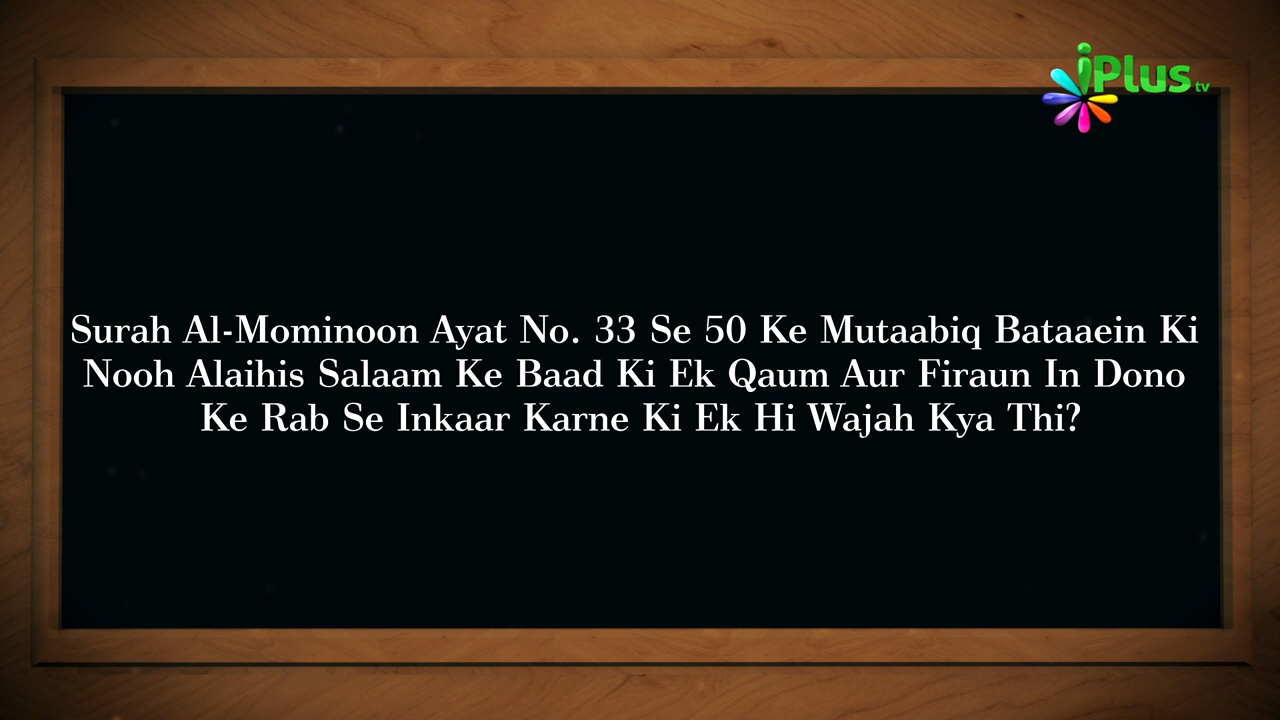 iPlus tv
Surah Al-Mominoon Ayat No. 33 Se 50 Ke Mutaabiq Bataaein Ki
Nooh Alaihis Salaam Ke Baad Ki Ek Qaum Aur Firaun In Dono
Ke Rab Se Inkaar Karne Ki Ek Hi Wajah Kya Thi?